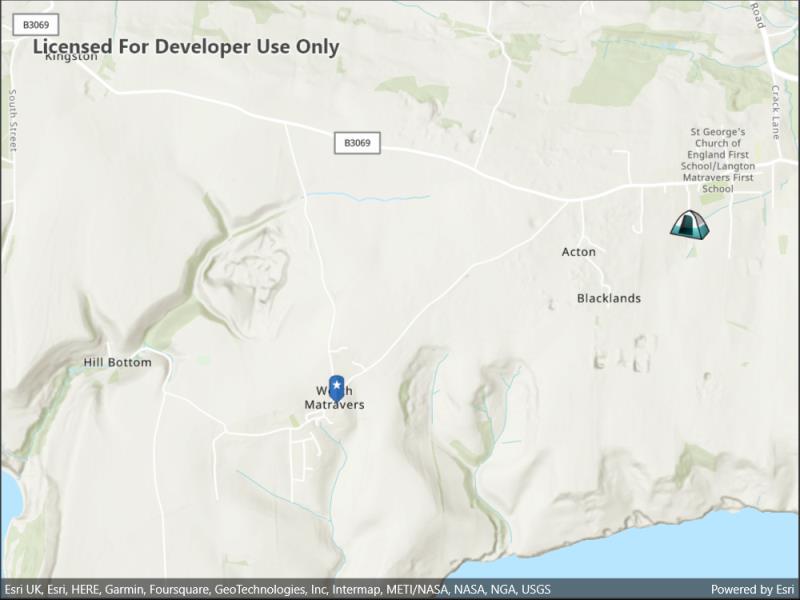 B3069
Licensed For Developer Use Only
Kingston
Road
South Street
Crack Lane
B3069
St George's
Church of
England First
School/Langton
Matravers First
School
Acton
Blacklands
Hill Bottom
Matravers
Esri UK, Esri, HERE, Garmin, Foursquare, GeoTechnologies, Inc, Intermap, METI/NASA, NASA, NGA, USGS
Powered by Esri